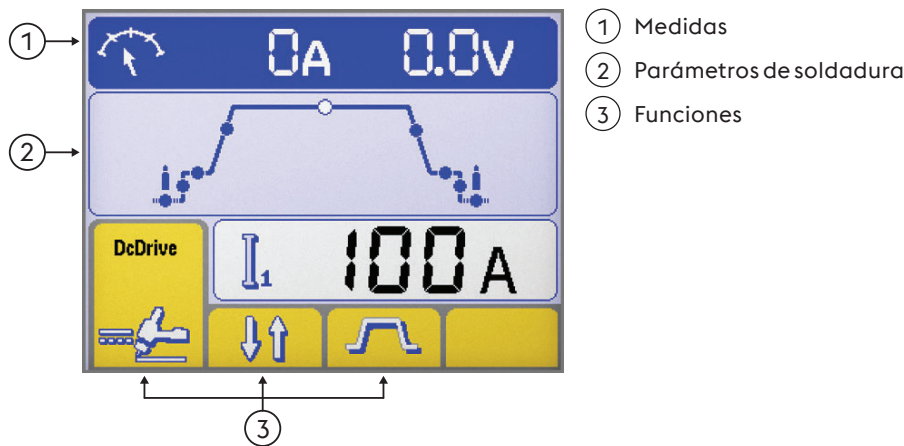 1
0A 0.0V
2
DcDrive
I1 100A
3
1 Medidas
2 Parámetros de soldadura
3 Funciones